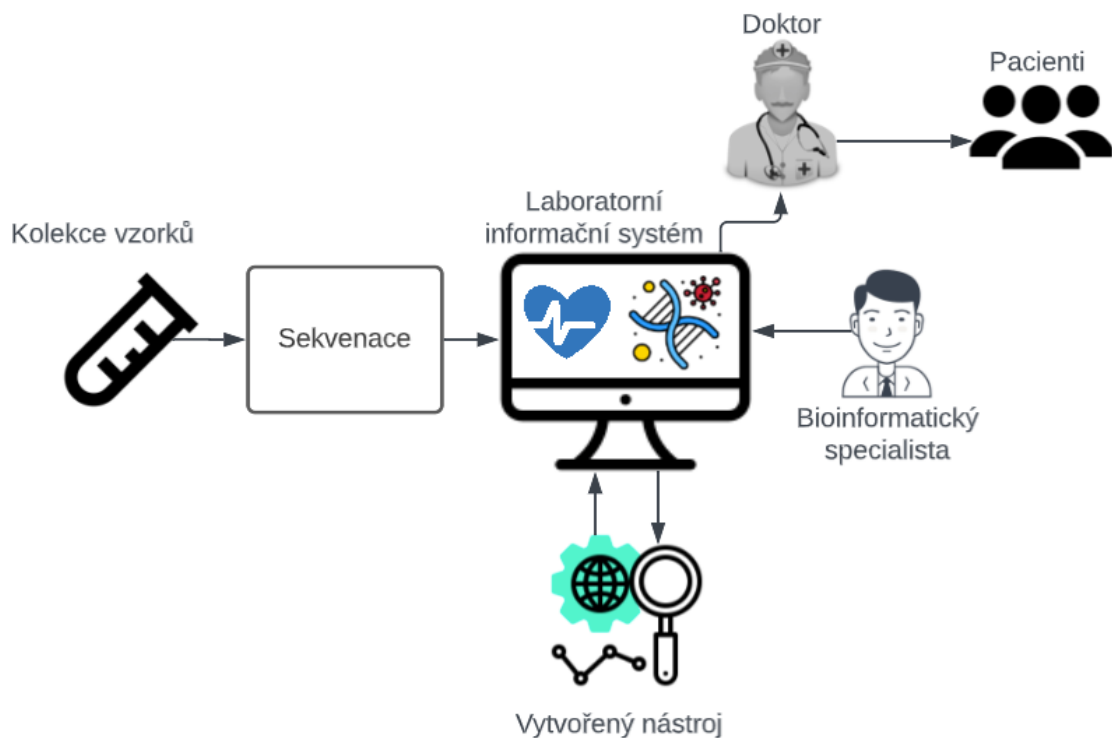 Doktor
Pacienti
Laboratorní
informační systém
Kolekce vzorků
Sekvenace
Bioinformatický
specialista
Vytvořený nástroj